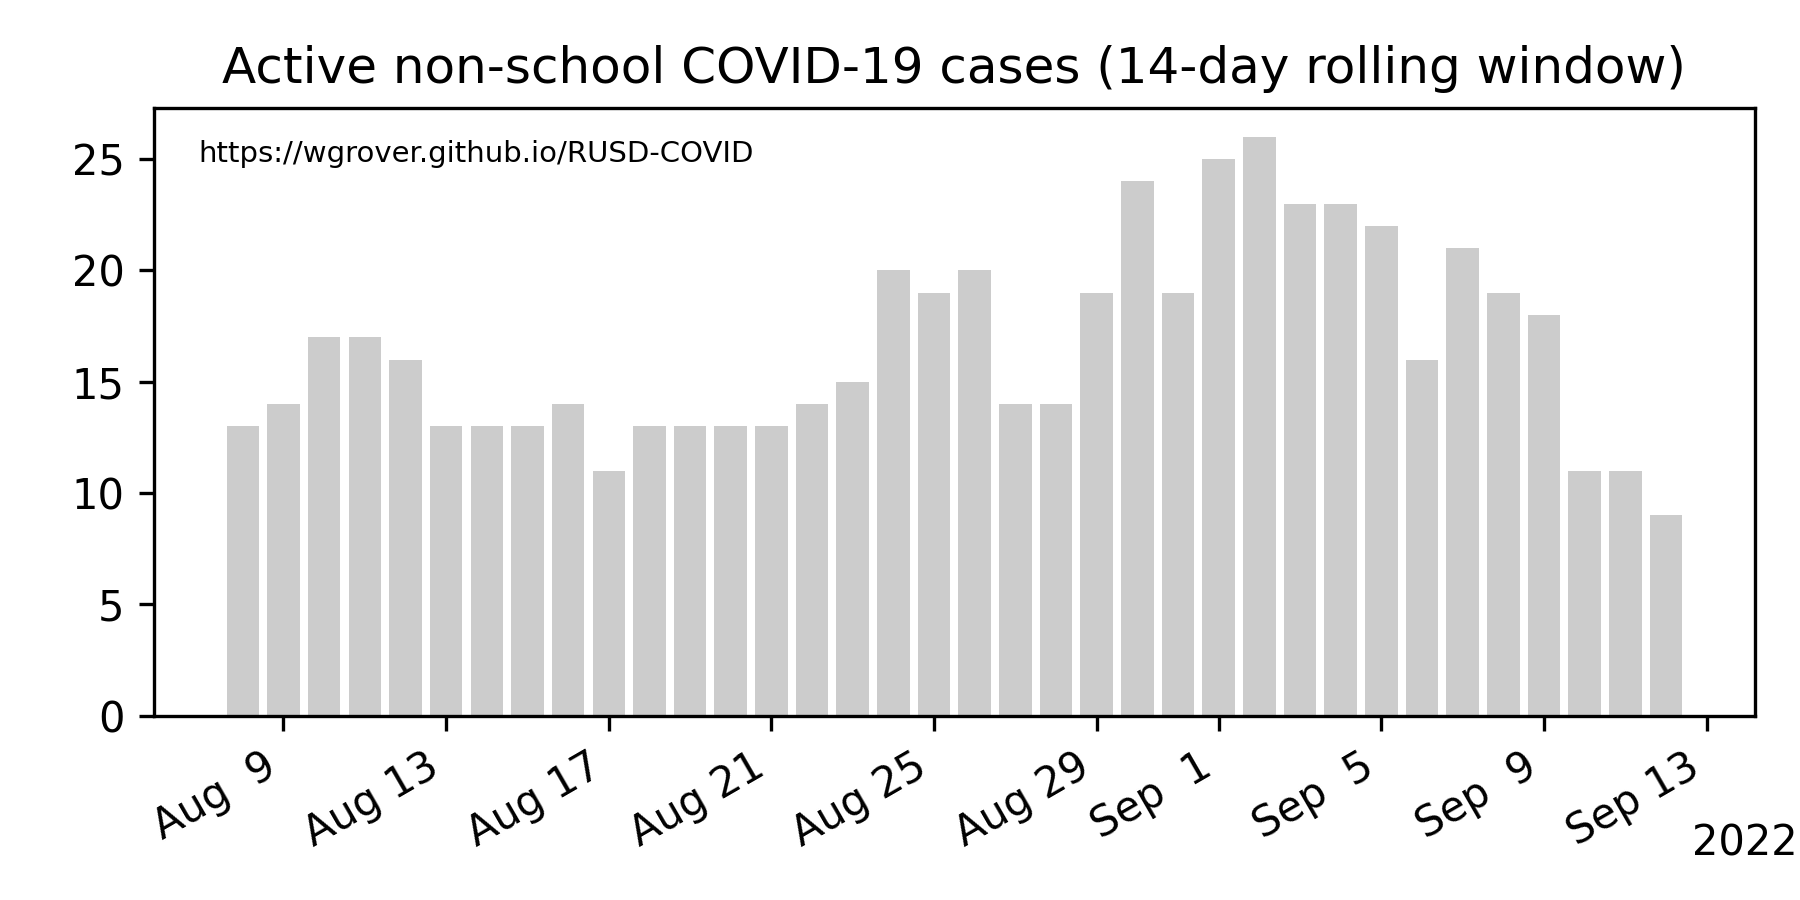 Active non-school COVID-19 cases (14-day rolling window)
https://wgrover.github.io/RUSD-COVID
25
20
15
10
5
0
Aug 9
Aug 13
Aug 17
Aug 21
Aug 25
Aug 29
Sep 1
Sep 5
Sep 9
Sep 13
2022